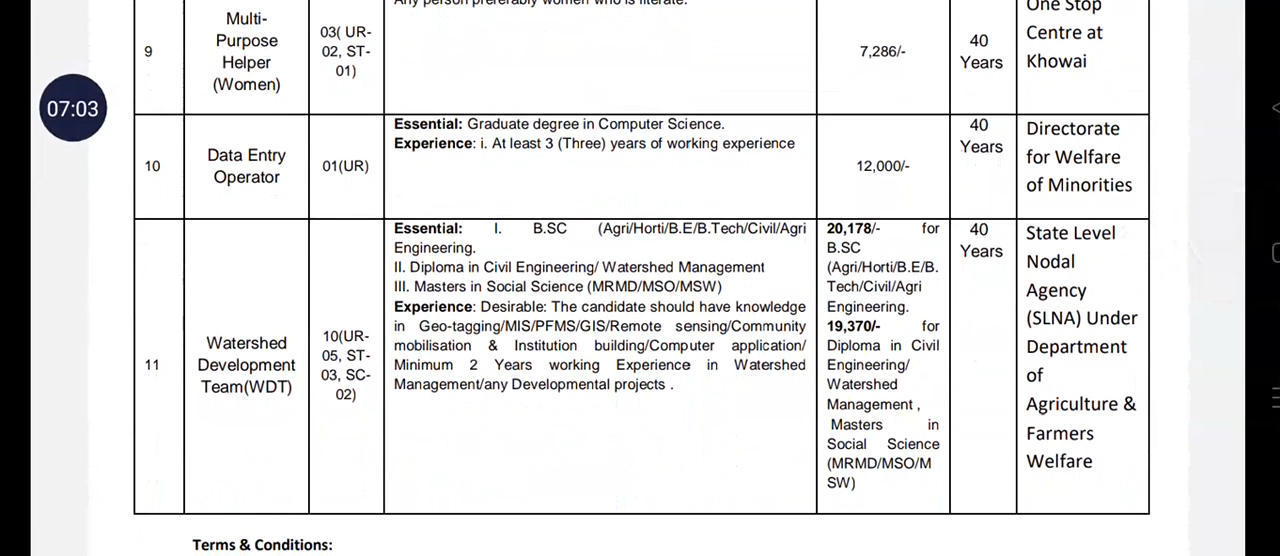 Any person preferably women who is literate.
9
Multi-
Purpose
Helper
(Women)
03( UR-
02, ST-
01)
7,286/-
40
Years
One Stop
Centre at
Khowai
07:03
10
Data Entry
Operator
01(UR)
Essential: Graduate degree in Computer Science.
Experience: i. At least 3 (Three) years of working experience
12,000/-
40
Years
Directorate
for Welfare
of Minorities
11
Watershed
Development
Team(WDT)
10(UR-
05, ST-
03, SC-
02)
Essential: I. B.SC (Agri/Horti/B.E/B.Tech/Civil/Agri
Engineering.
II. Diploma in Civil Engineering/ Watershed Management
III. Masters in Social Science (MRMD/MSO/MSW)
Experience: Desirable: The candidate should have knowledge
in Geo-tagging/MIS/PFMS/GIS/Remote sensing/Community
mobilisation & Institution building/Computer application/
Minimum 2 Years working Experience in Watershed
Management/any Developmental projects .
20,178/- for
B.SC
(Agri/Horti/B.E/B.
Tech/Civil/Agri
Engineering.
19,370/- for
Diploma in Civil
Engineering/
Watershed
Management ,
Masters in
Social Science
(MRMD/MSO/M
SW)
40
Years
State Level
Nodal
Agency
(SLNA) Under
Department
of
Agriculture &
Farmers
Welfare
Terms & Conditions: